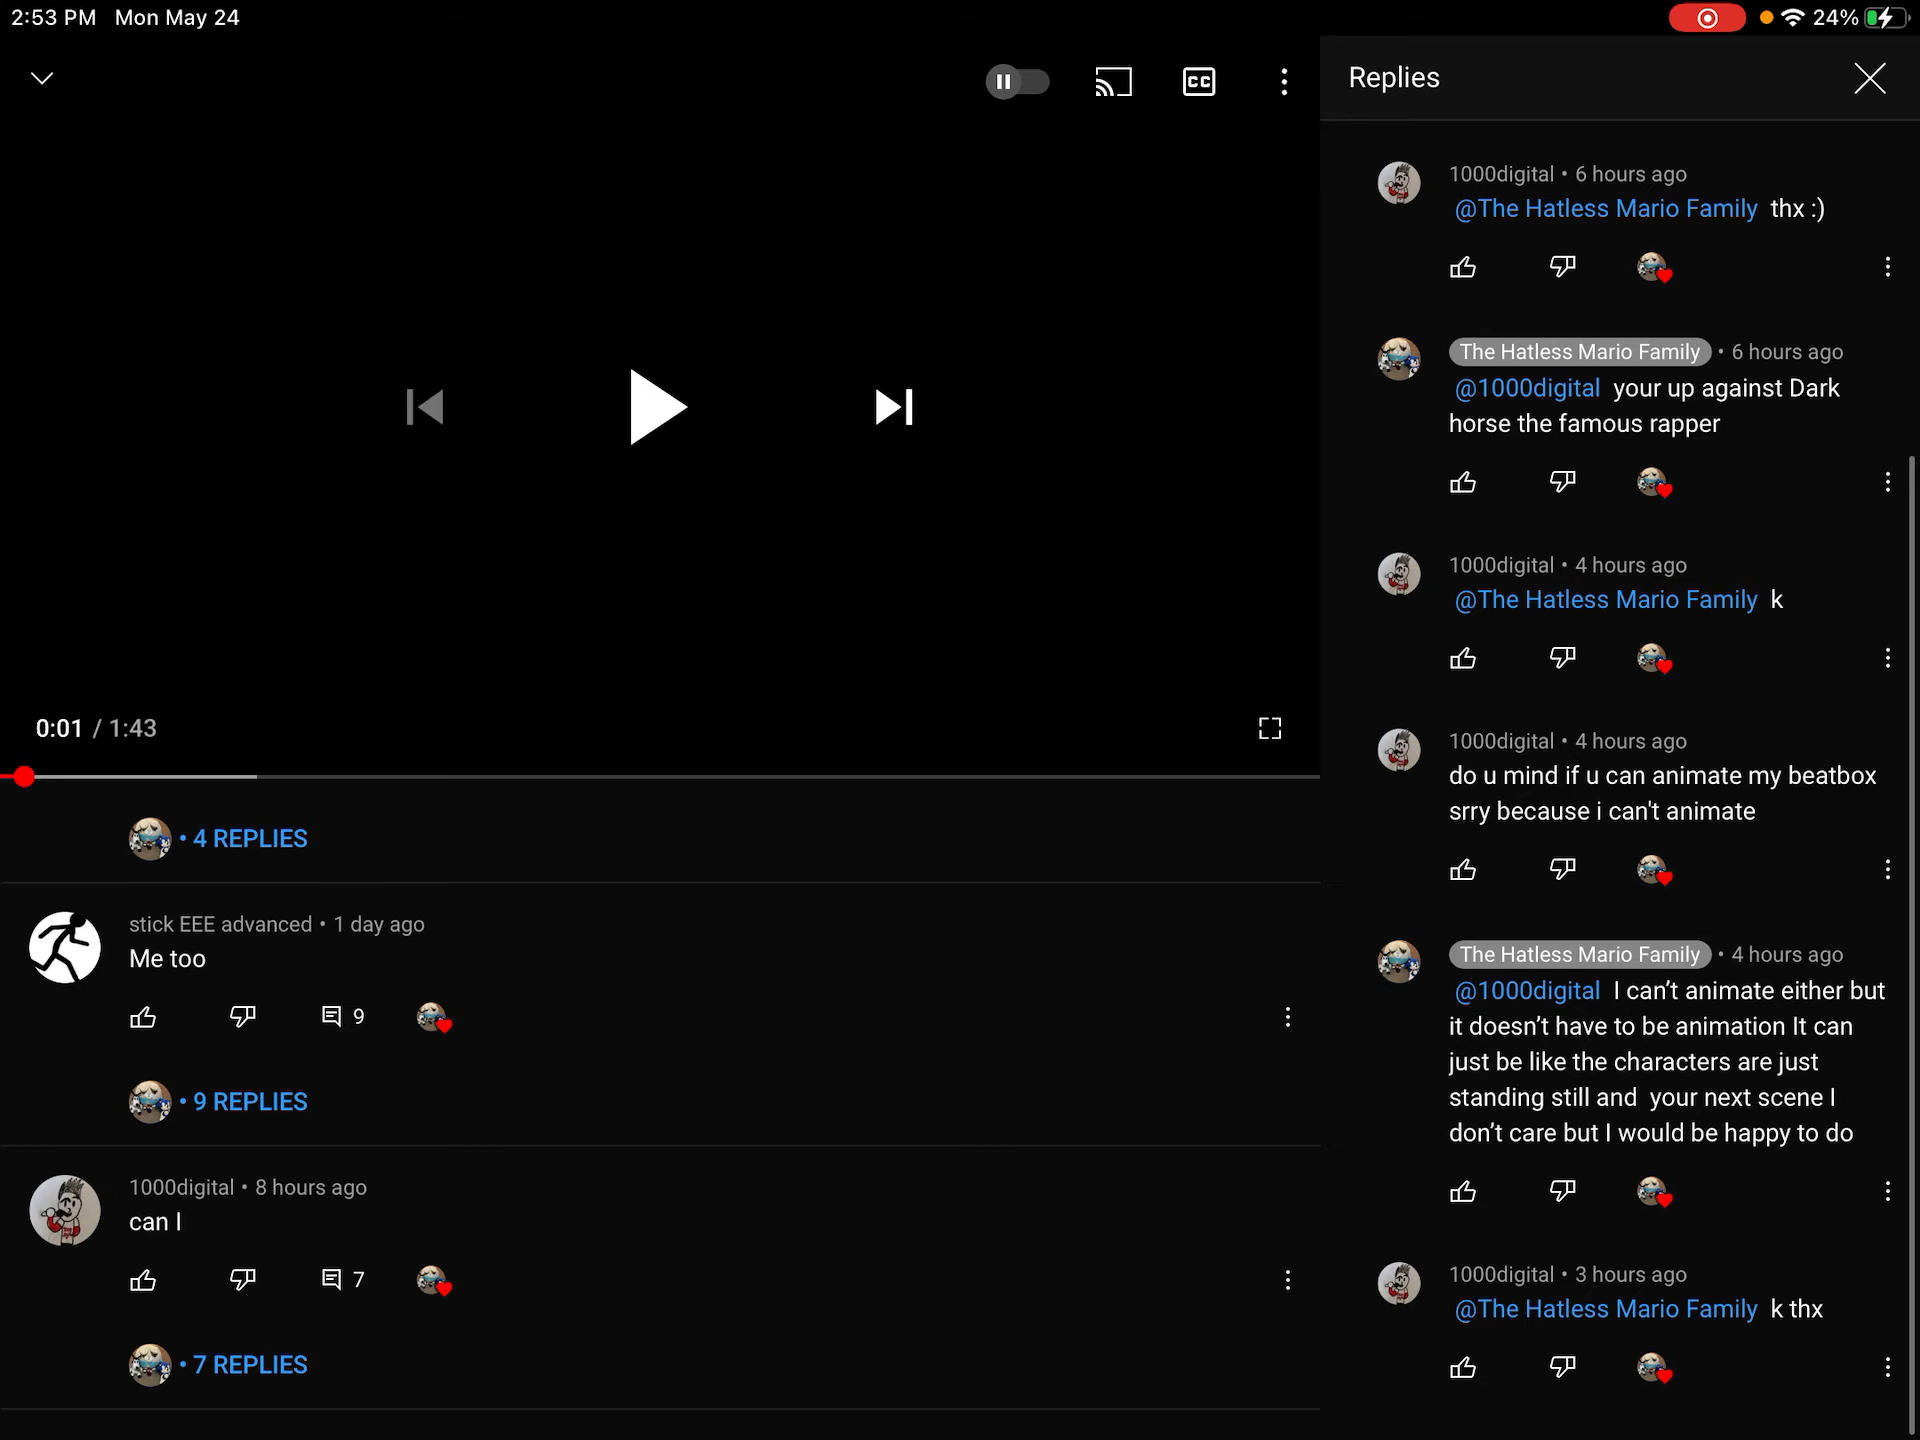 2:53 PM Mon May 24
24%
CC
Replies
1000digital • 6 hours ago
@The Hatless Mario Family thx :)
The Hatless Mario Family • 6 hours ago
@1000digital your up against Dark
horse the famous rapper
1000digital • 4 hours ago
@The Hatless Mario Family k
1000digital • 4 hours ago
do u mind if u can animate my beatbox
srry because i can't animate
The Hatless Mario Family • 4 hours ago
@1000digital I can’t animate either but
it doesn’t have to be animation It can
just be like the characters are just
standing still and  your next scene I
don’t care but I would be happy to do
1000digital • 3 hours ago
@The Hatless Mario Family k thx
0:01 / 1:43
• 4 REPLIES
stick EEE advanced • 1 day ago
Me too
9
• 9 REPLIES
1000digital • 8 hours ago
can I
7
• 7 REPLIES